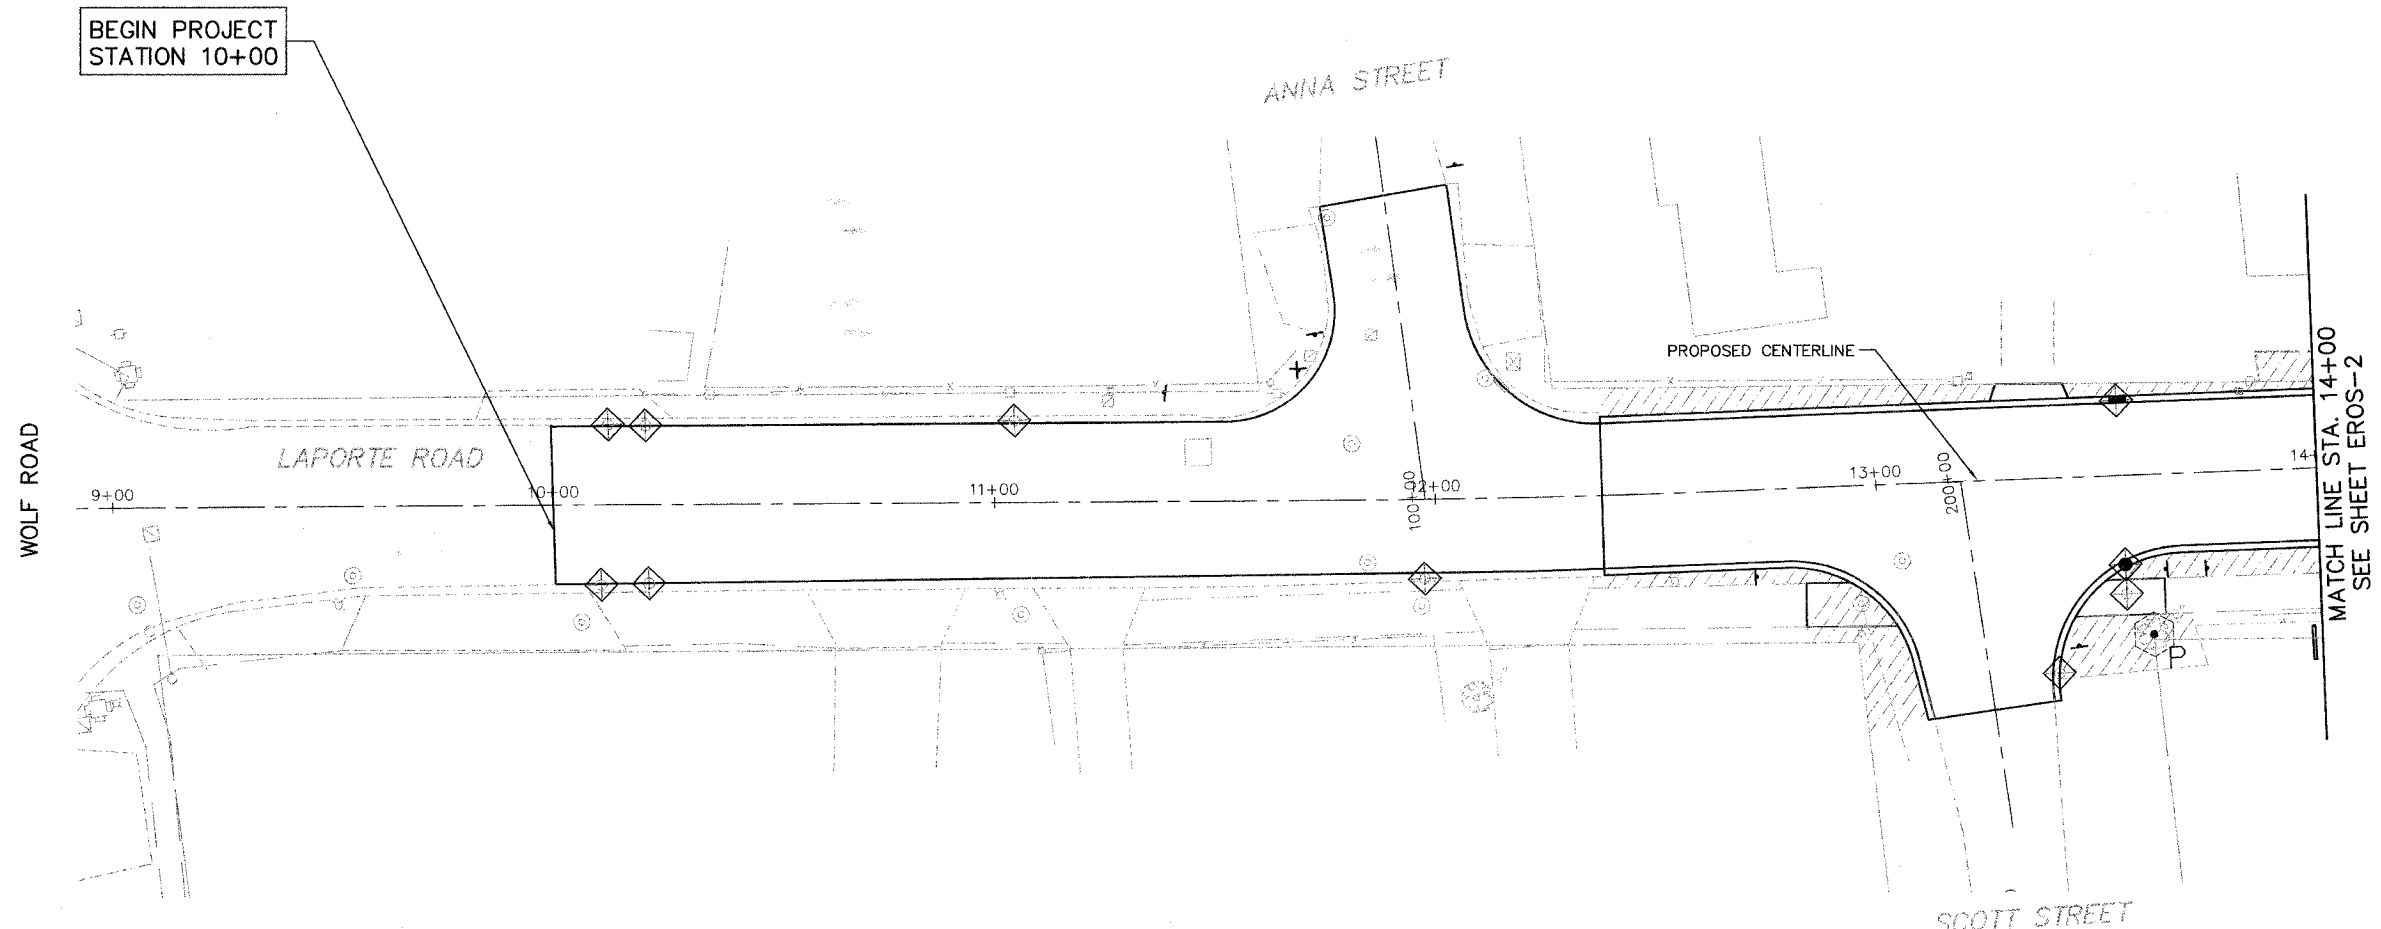 BEGIN PROJECT
STATION 10+00
ANNA STREET
PROPOSED CENTERLINE
LAPORTE ROAD
WOLF ROAD
9+00
10+00
11+00
100+00
12+00
13+00
200+00
14+
MATCH LINE STA. 14+00
SEE SHEET EROS-2
SCOTT STREET